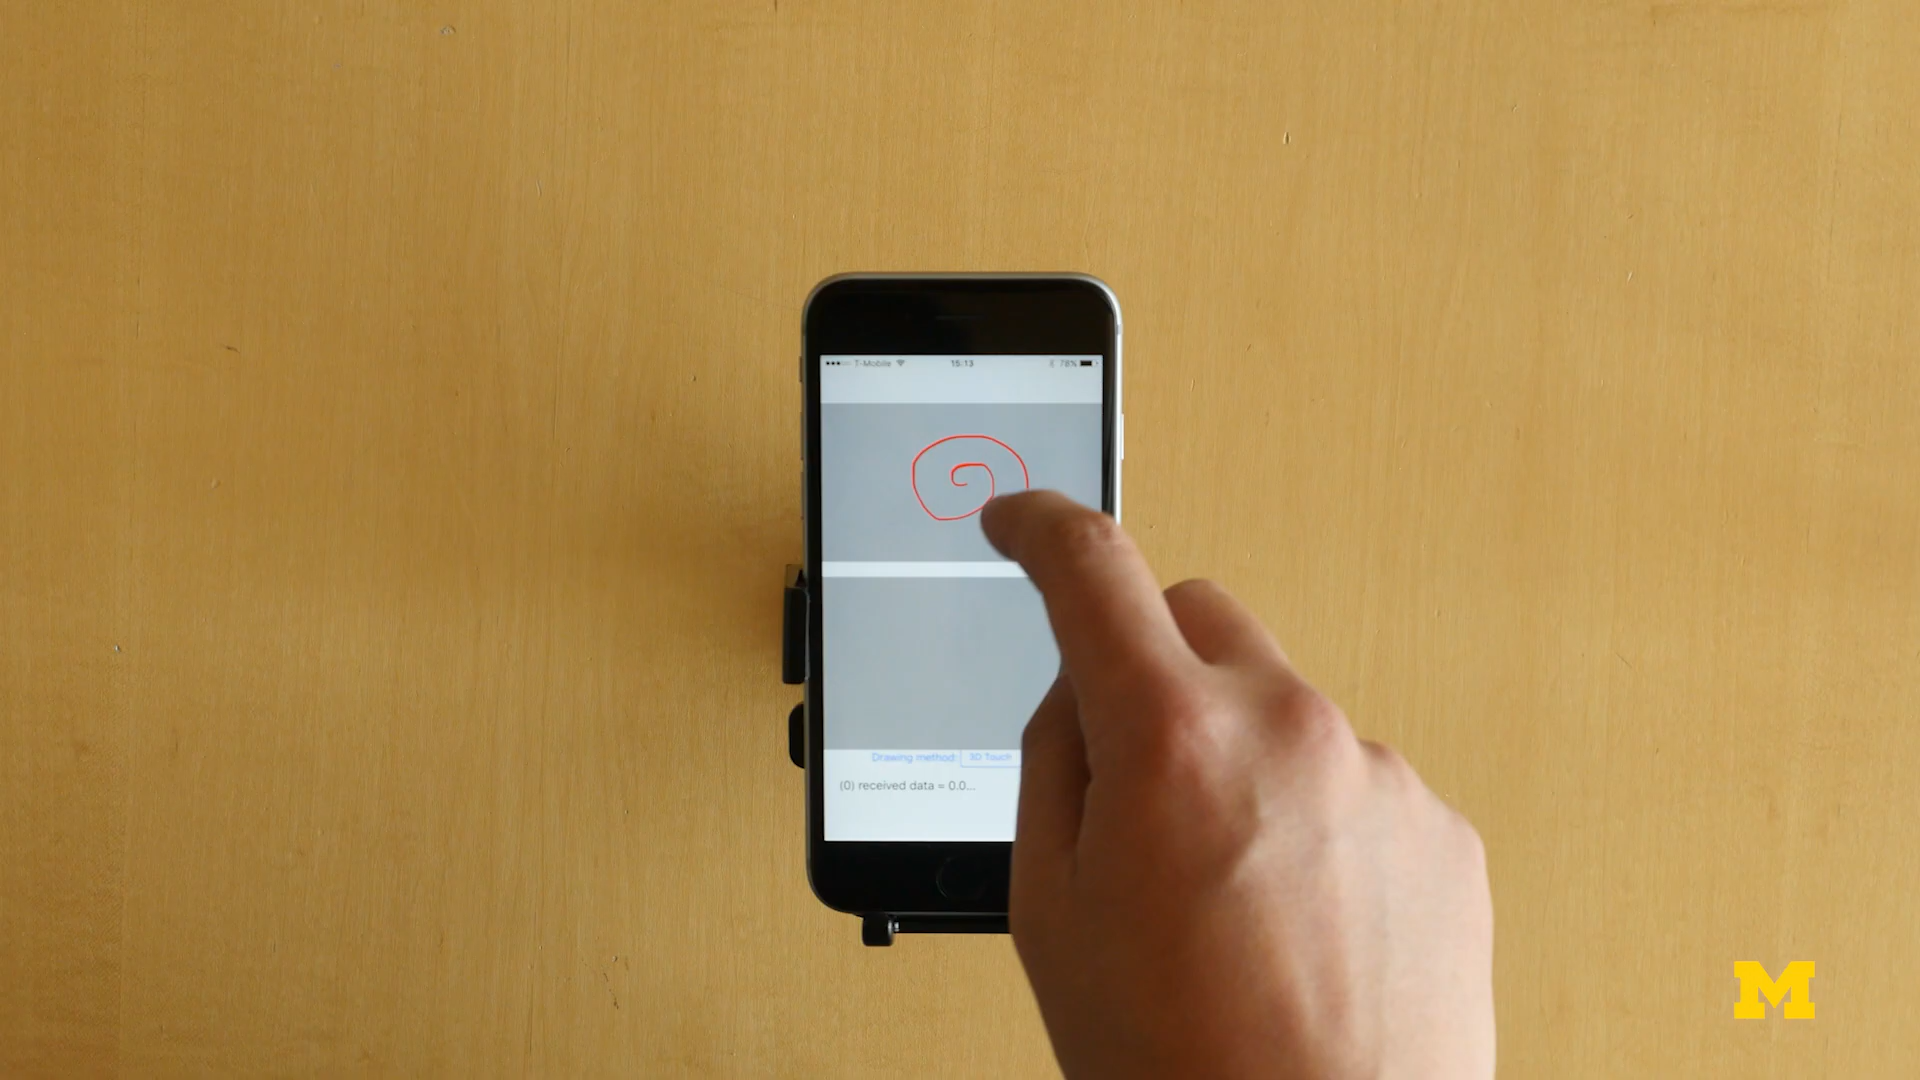 T-Mobile 15:13 78%
Drawing method: 3D Touch
(0) received data = 0.0...
M